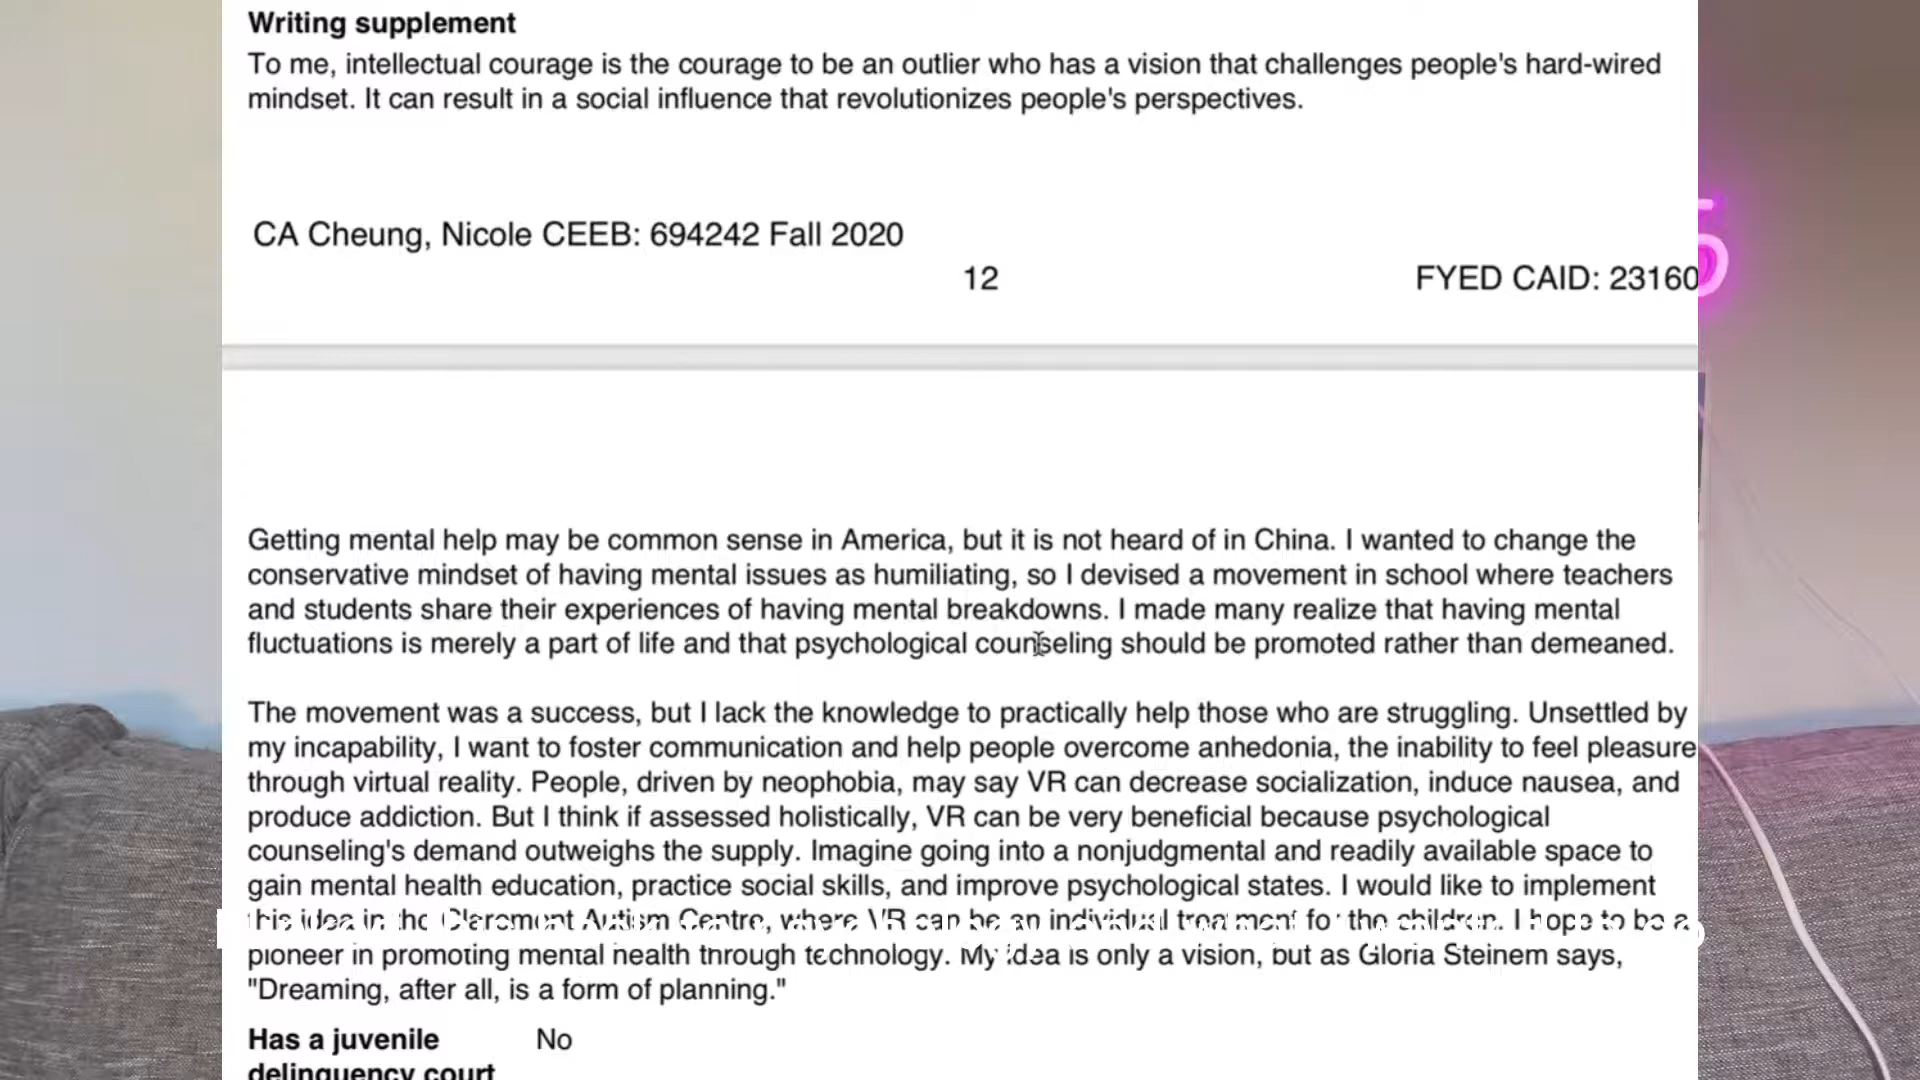 Writing supplement
To me, intellectual courage is the courage to be an outlier who has a vision that challenges people's hard-wired
mindset. It can result in a social influence that revolutionizes people's perspectives.
CA Cheung, Nicole CEEB: 694242 Fall 2020
12
FYED CAID: 23160
Getting mental help may be common sense in America, but it is not heard of in China. I wanted to change the
conservative mindset of having mental issues as humiliating, so I devised a movement in school where teachers
and students share their experiences of having mental breakdowns. I made many realize that having mental
fluctuations is merely a part of life and that psychological counseling should be promoted rather than demeaned.
The movement was a success, but I lack the knowledge to practically help those who are struggling. Unsettled by
my incapability, I want to foster communication and help people overcome anhedonia, the inability to feel pleasure
through virtual reality. People, driven by neophobia, may say VR can decrease socialization, induce nausea, and
produce addiction. But I think if assessed holistically, VR can be very beneficial because psychological
counseling's demand outweighs the supply. Imagine going into a nonjudgmental and readily available space to
gain mental health education, practice social skills, and improve psychological states. I would like to implement
this idea in the Claremont Autism Centre, where VR can be an individual treatment for the children. I hope to be a
pioneer in promoting mental health through technology. My idea is only a vision, but as Gloria Steinem says,
"Dreaming, after all, is a form of planning."
Has a juvenile No
delinquency court